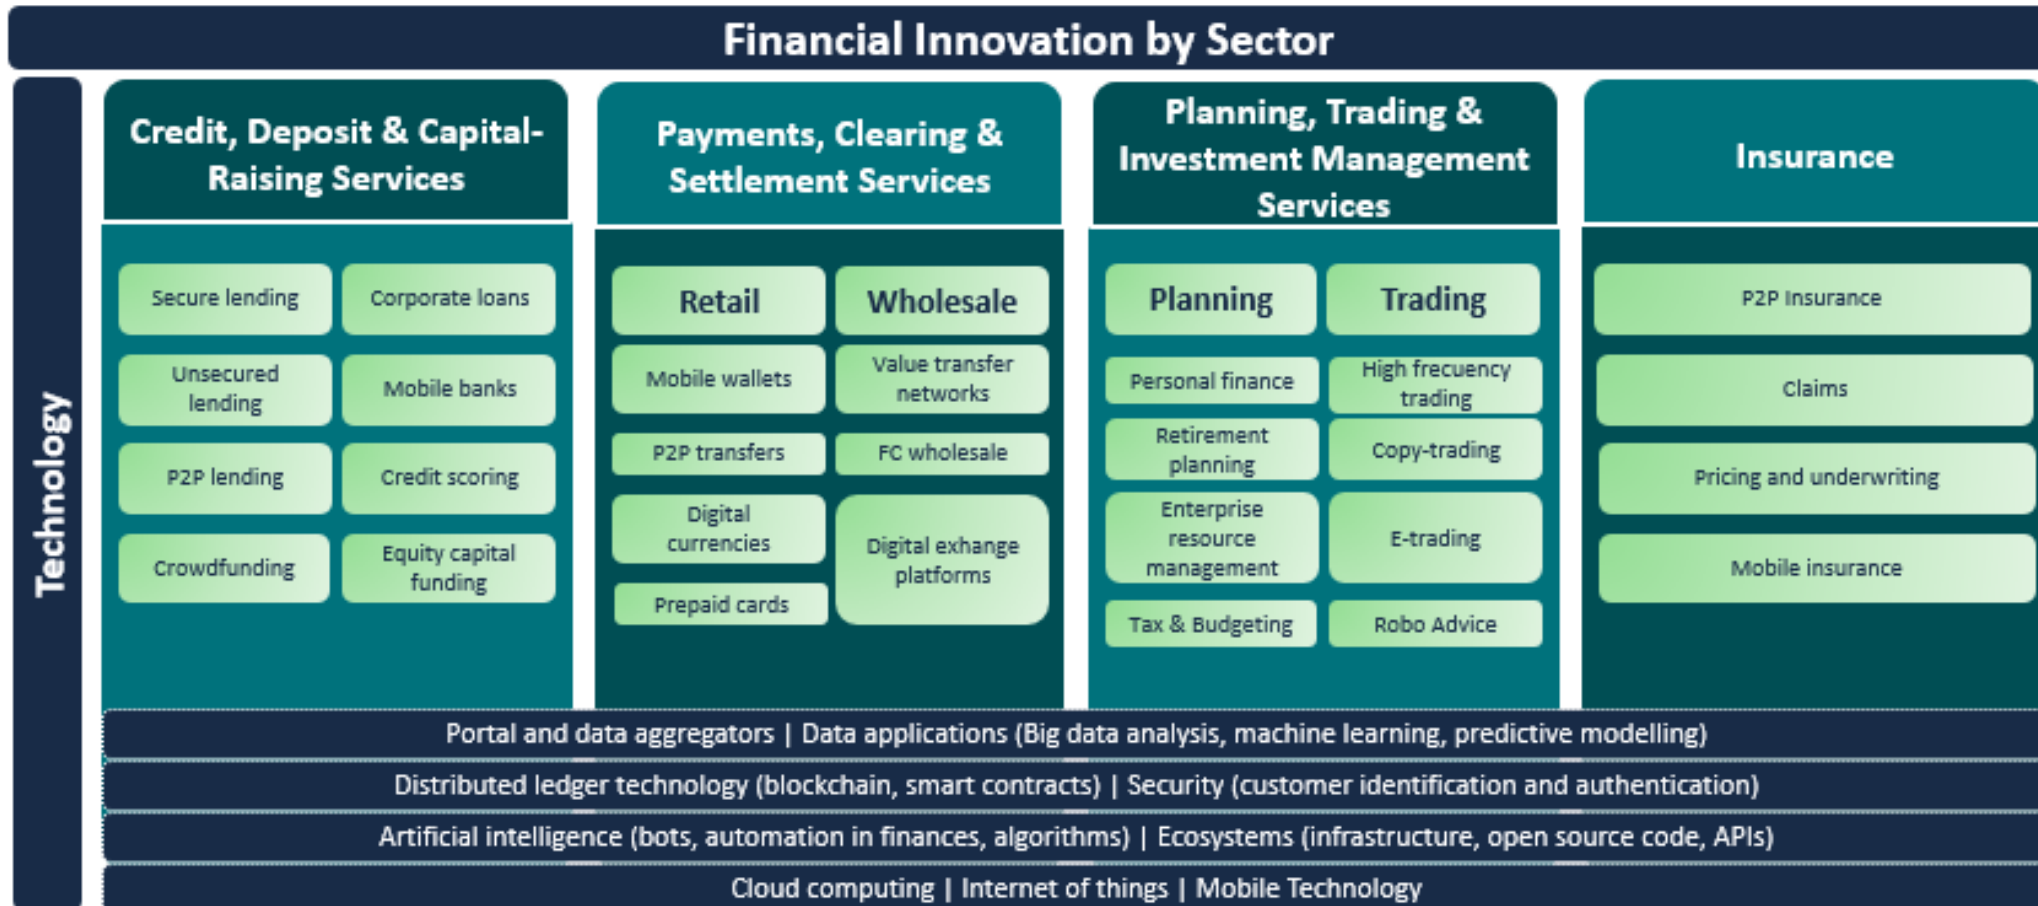 Financial Innovation by Sector
Technology
Credit, Deposit & Capital-
Raising Services
Secure lending
Corporate loans
Unsecured
lending
Mobile banks
P2P lending
Credit scoring
Crowdfunding
Equity capital
funding
Payments, Clearing &
Settlement Services
Retail
Wholesale
Mobile wallets
Value transfer
networks
P2P transfers
FC wholesale
Digital
currencies
Digital exhange
platforms
Prepaid cards
Planning, Trading &
Investment Management
Services
Planning
Trading
Personal finance
High frecuency
trading
Retirement
planning
Copy-trading
Enterprise
resource
management
E-trading
Tax & Budgeting
Robo Advice
Insurance
P2P Insurance
Claims
Pricing and underwriting
Mobile insurance
Portal and data aggregators | Data applications (Big data analysis, machine learning, predictive modelling)
Distributed ledger technology (blockchain, smart contracts) | Security (customer identification and authentication)
Artificial intelligence (bots, automation in finances, algorithms) | Ecosystems (infrastructure, open source code, APIs)
Cloud computing | Internet of things | Mobile Technology